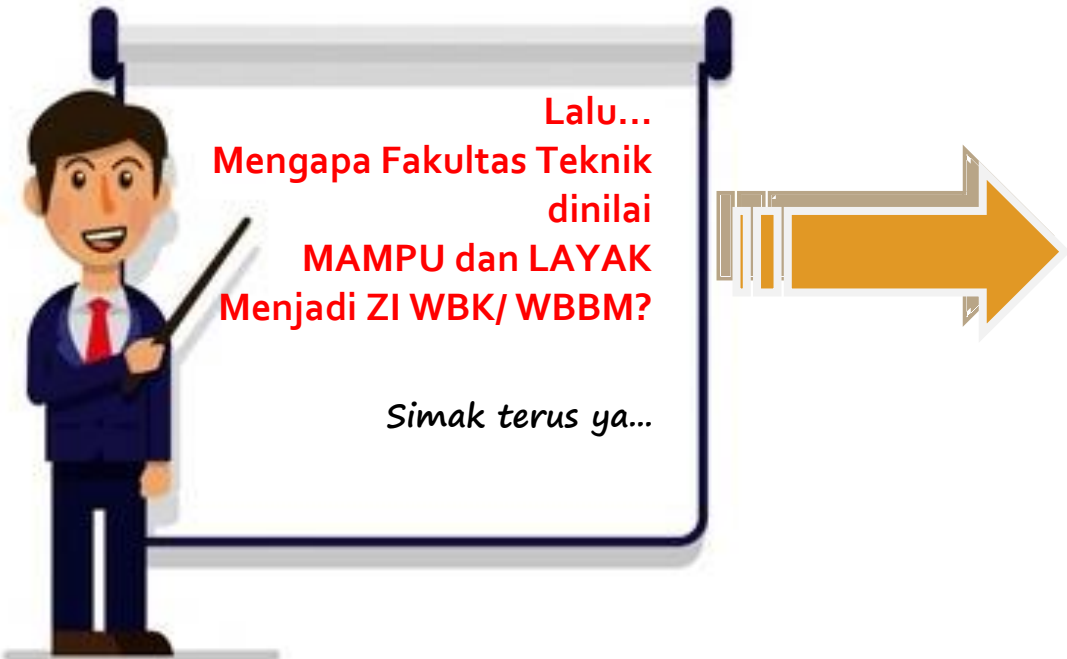 Lalu...
Mengapa Fakultas Teknik
dinilai
MAMPU dan LAYAK
Menjadi ZI WBK/ WBBM?
Simak terus ya...